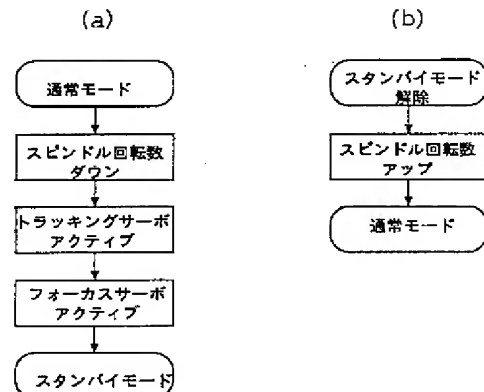 (a)
通常モード
スピンドル回転数
ダウン
トラッキングサーボ
アクティブ
フォーカスサーボ
アクティブ
スタンバイモード
(b)
スタンバイモード
解除
スピンドル回転数
アップ
通常モード